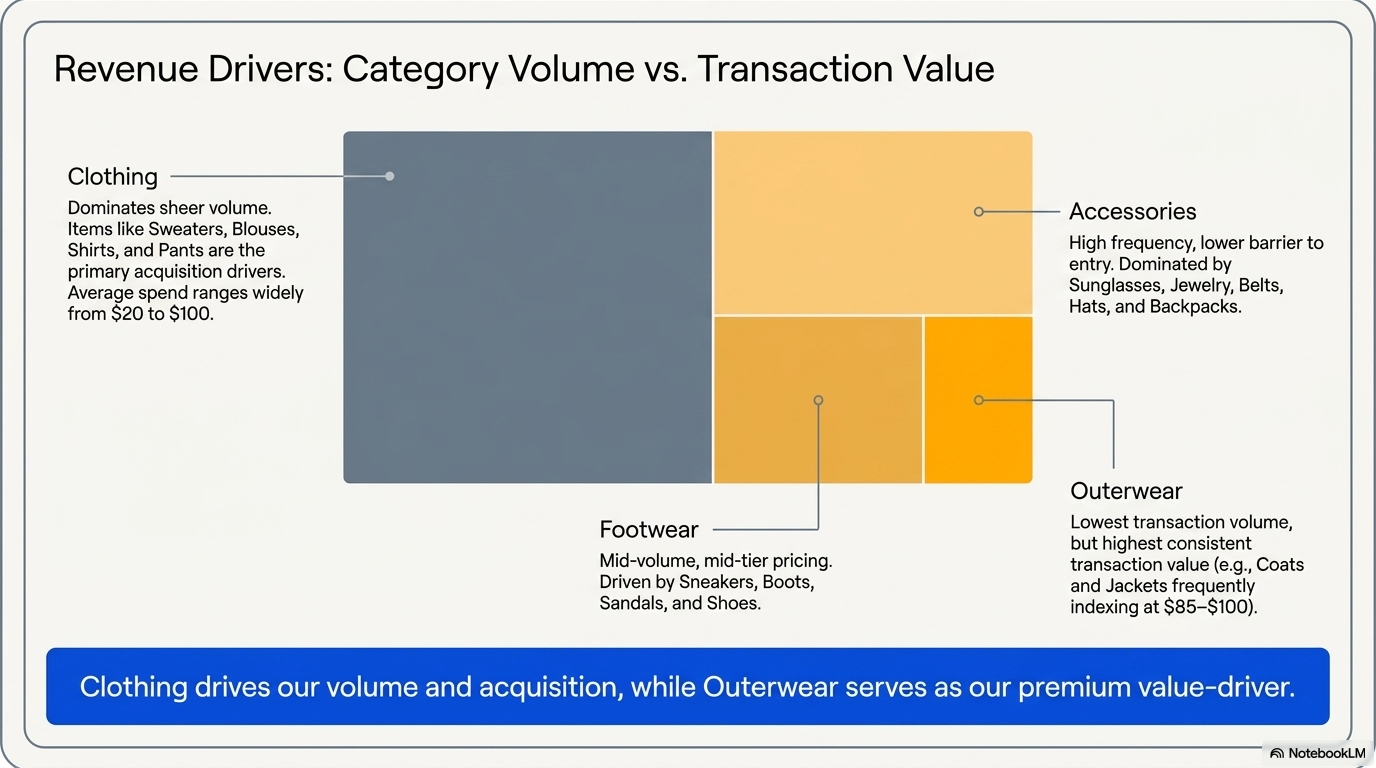 Revenue Drivers: Category Volume vs. Transaction Value
Clothing
Dominates sheer volume.
Items like Sweaters, Blouses,
Shirts, and Pants are the
primary acquisition drivers.
Average spend ranges widely
from $20 to $100.
Accessories
High frequency, lower barrier to
entry. Dominated by
Sunglasses, Jewelry, Belts,
Hats, and Backpacks.
Footwear
Mid-volume, mid-tier pricing.
Driven by Sneakers, Boots,
Sandals, and Shoes.
Outerwear
Lowest transaction volume,
but highest consistent
transaction value (e.g., Coats
and Jackets frequently
indexing at $85–$100).
Clothing drives our volume and acquisition, while Outerwear serves as our premium value-driver.
NotebookLM